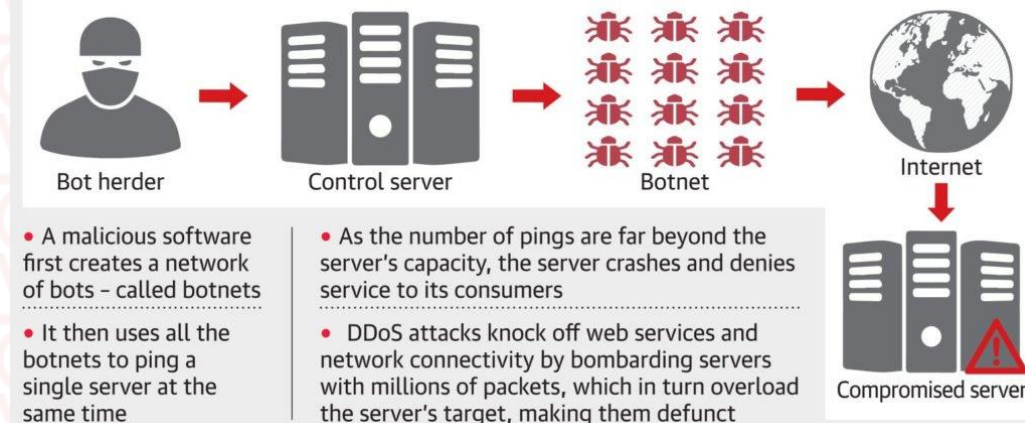 Bot herder
Control server
Botnet
Internet
• A malicious software
first creates a network
of bots – called botnets
• It then uses all the
botnets to ping a
single server at the
same time
• As the number of pings are far beyond the
server's capacity, the server crashes and denies
service to its consumers
• DDoS attacks knock off web services and
network connectivity by bombarding servers
with millions of packets, which in turn overload
the server's target, making them defunct
Compromised server